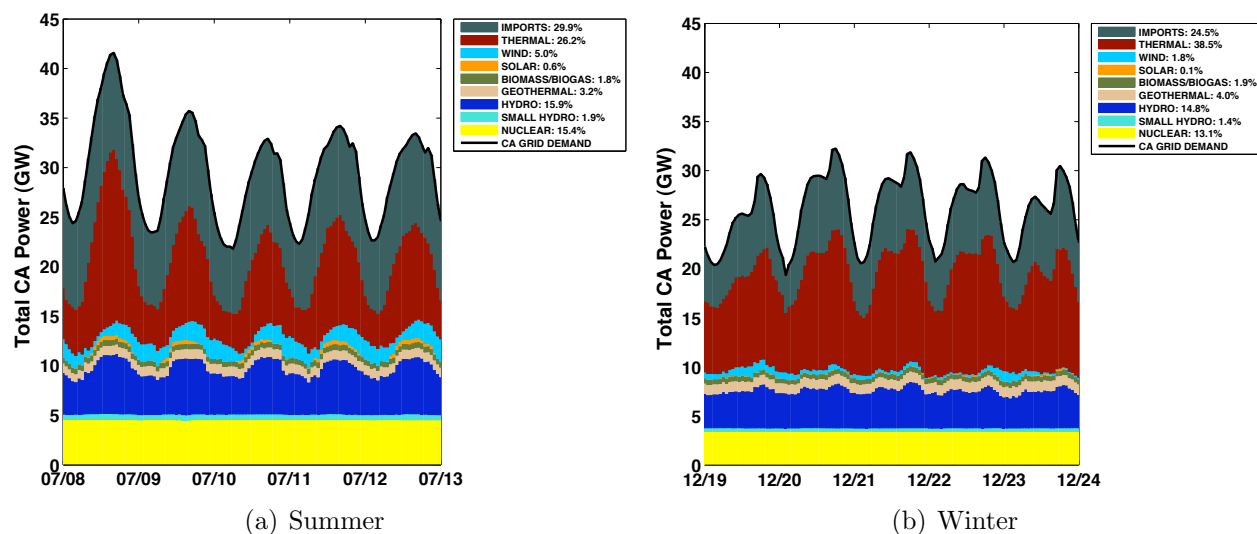 45
40
35
30
25
20
15
10
5
0
Total CA Power (GW)
07/08 07/09 07/10 07/11 07/12 07/13
IMPORTS: 29.9%
THERMAL: 26.2%
WIND: 5.0%
SOLAR: 0.6%
BIOMASS/BIOGAS: 1.8%
GEOTHERMAL: 3.2%
HYDRO: 15.9%
SMALL HYDRO: 1.9%
NUCLEAR: 15.4%
CA GRID DEMAND
(a) Summer
45
40
35
30
25
20
15
10
5
0
Total CA Power (GW)
12/19 12/20 12/21 12/22 12/23 12/24
IMPORTS: 24.5%
THERMAL: 38.5%
WIND: 1.8%
SOLAR: 0.1%
BIOMASS/BIOGAS: 1.9%
GEOTHERMAL: 4.0%
HYDRO: 14.8%
SMALL HYDRO: 1.4%
NUCLEAR: 13.1%
CA GRID DEMAND
(b) Winter